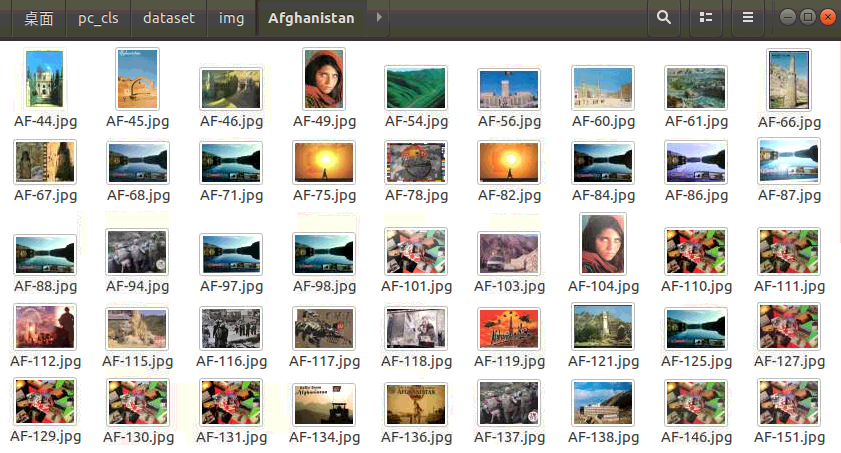 桌面 pc_cls dataset img Afghanistan
AF-44.jpg AF-45.jpg AF-46.jpg AF-49.jpg AF-54.jpg AF-56.jpg AF-60.jpg AF-61.jpg AF-66.jpg
AF-67.jpg AF-68.jpg AF-71.jpg AF-75.jpg AF-78.jpg AF-82.jpg AF-84.jpg AF-86.jpg AF-87.jpg
AF-88.jpg AF-94.jpg AF-97.jpg AF-98.jpg AF-101.jpg AF-103.jpg AF-104.jpg AF-110.jpg AF-111.jpg
AF-112.jpg AF-115.jpg AF-116.jpg AF-117.jpg AF-118.jpg AF-119.jpg AF-121.jpg AF-125.jpg AF-127.jpg
Afghanistan
AFGHANISTAN
AF-129.jpg AF-130.jpg AF-131.jpg AF-134.jpg AF-136.jpg AF-137.jpg AF-138.jpg AF-146.jpg AF-151.jpg